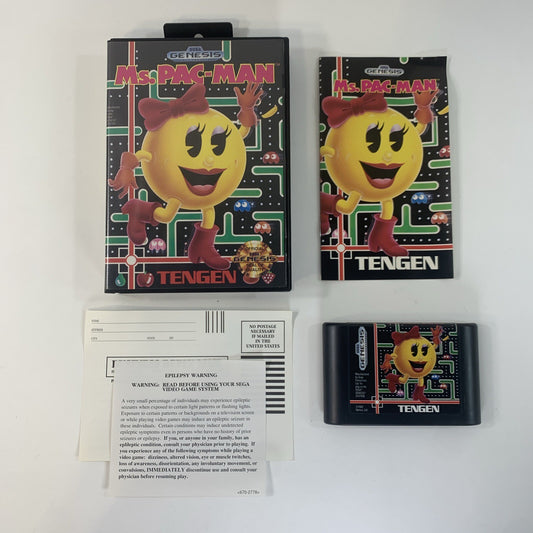 SEGA
GENESIS
Ms. PAC-MAN
GENESIS
TENGEN
GENESIS
Ms. PAC-MAN
TENGEN
NAME
ADDRESS
CITY STATE ZIP
NO POSTAGE
NECESSARY
IF MAILED
IN THE
UNITED STATES
EPILEPSY WARNING
WARNING: READ BEFORE USING YOUR SEGA
VIDEO GAME SYSTEM
A very small percentage of individuals may experience epileptic
seizures when exposed to certain light patterns or flashing lights.
Exposure to certain patterns or backgrounds on a television screen
or while playing video games may induce an epileptic seizure in
these individuals. Certain conditions may induce undetected
epileptic symptoms even in persons who have no history of prior
seizures or epilepsy. If you, or anyone in your family, has an
epileptic condition, consult your physician prior to playing. If
you experience any of the following symptoms while playing a
video game: dizziness, altered vision, eye or muscle twitches,
loss of awareness, disorientation, any involuntary movement, or
convulsions, IMMEDIATELY discontinue use and consult your
physician before resuming play.
<670-2778>
GENESIS
Ms. PAC-MAN
TENGEN